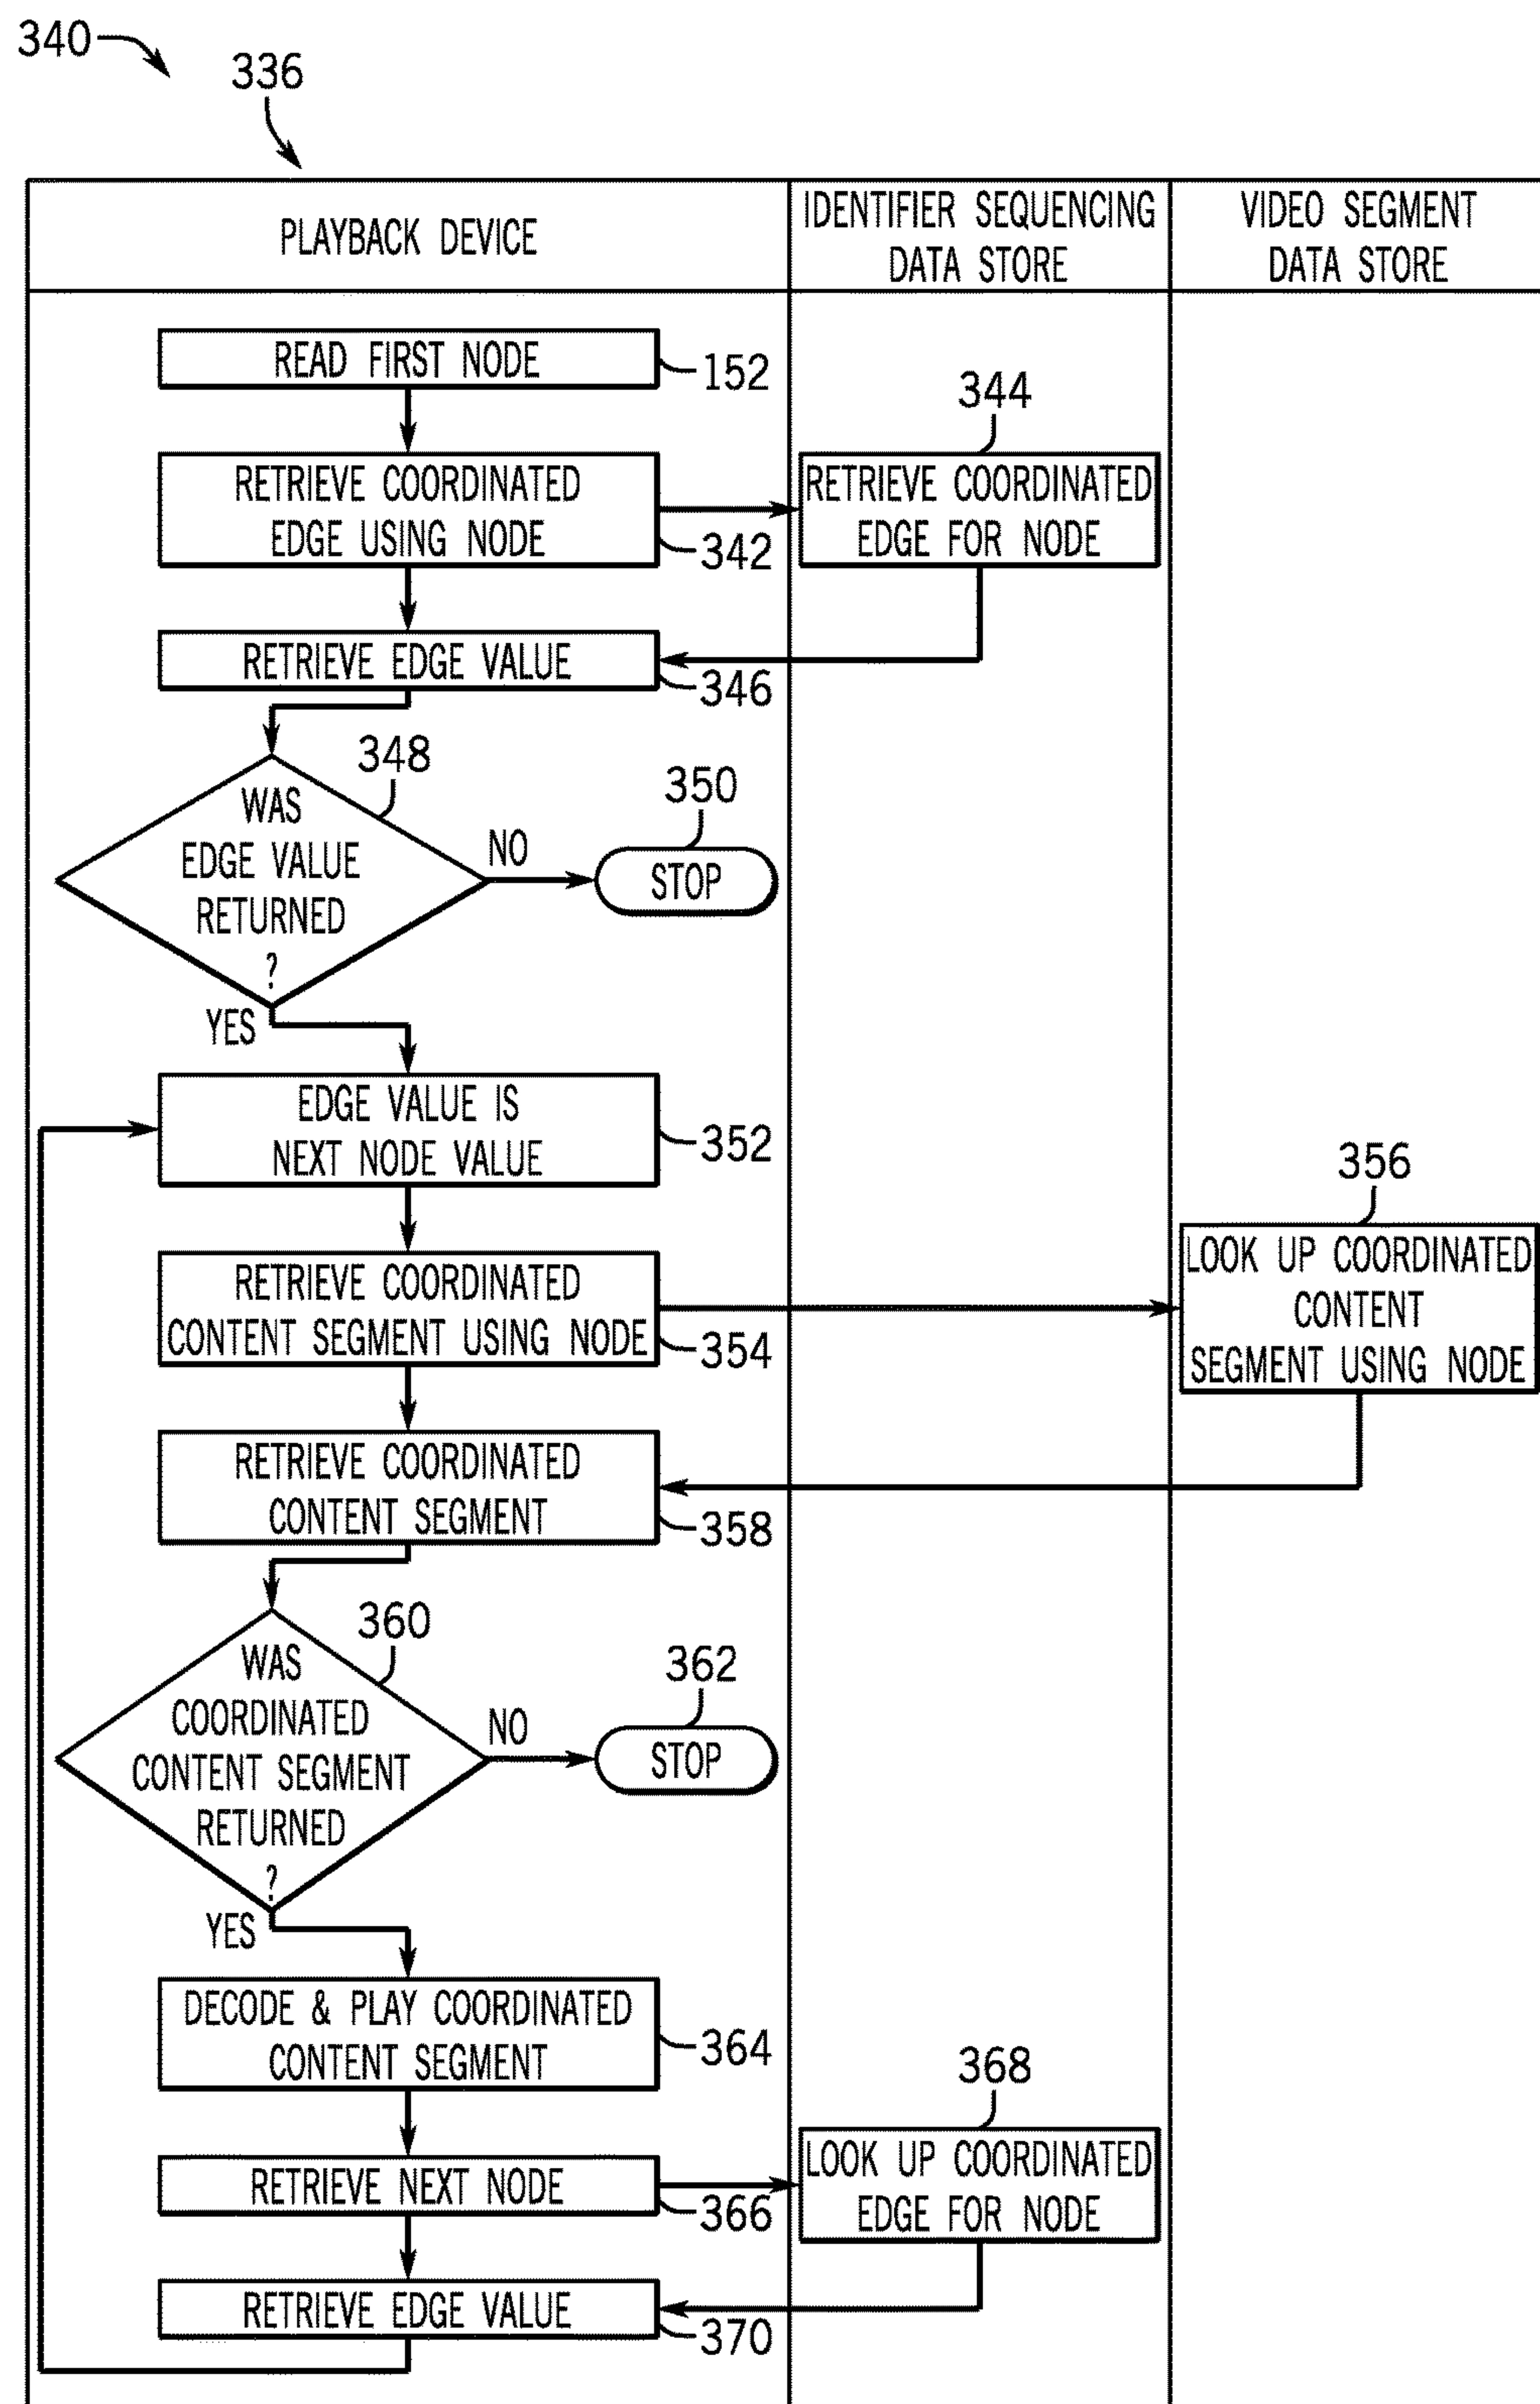 340
336
PLAYBACK DEVICE
IDENTIFIER SEQUENCING
DATA STORE
VIDEO SEGMENT
DATA STORE
READ FIRST NODE
152
RETRIEVE COORDINATED
EDGE USING NODE
342
344
RETRIEVE COORDINATED
EDGE FOR NODE
RETRIEVE EDGE VALUE
346
348
WAS
EDGE VALUE
RETURNED
?
NO
350
STOP
YES
EDGE VALUE IS
NEXT NODE VALUE
352
RETRIEVE COORDINATED
CONTENT SEGMENT USING NODE
354
356
LOOK UP COORDINATED
CONTENT
SEGMENT USING NODE
RETRIEVE COORDINATED
CONTENT SEGMENT
358
360
WAS
COORDINATED
CONTENT SEGMENT
RETURNED
?
NO
362
STOP
YES
DECODE & PLAY COORDINATED
CONTENT SEGMENT
364
RETRIEVE NEXT NODE
366
368
LOOK UP COORDINATED
EDGE FOR NODE
RETRIEVE EDGE VALUE
370